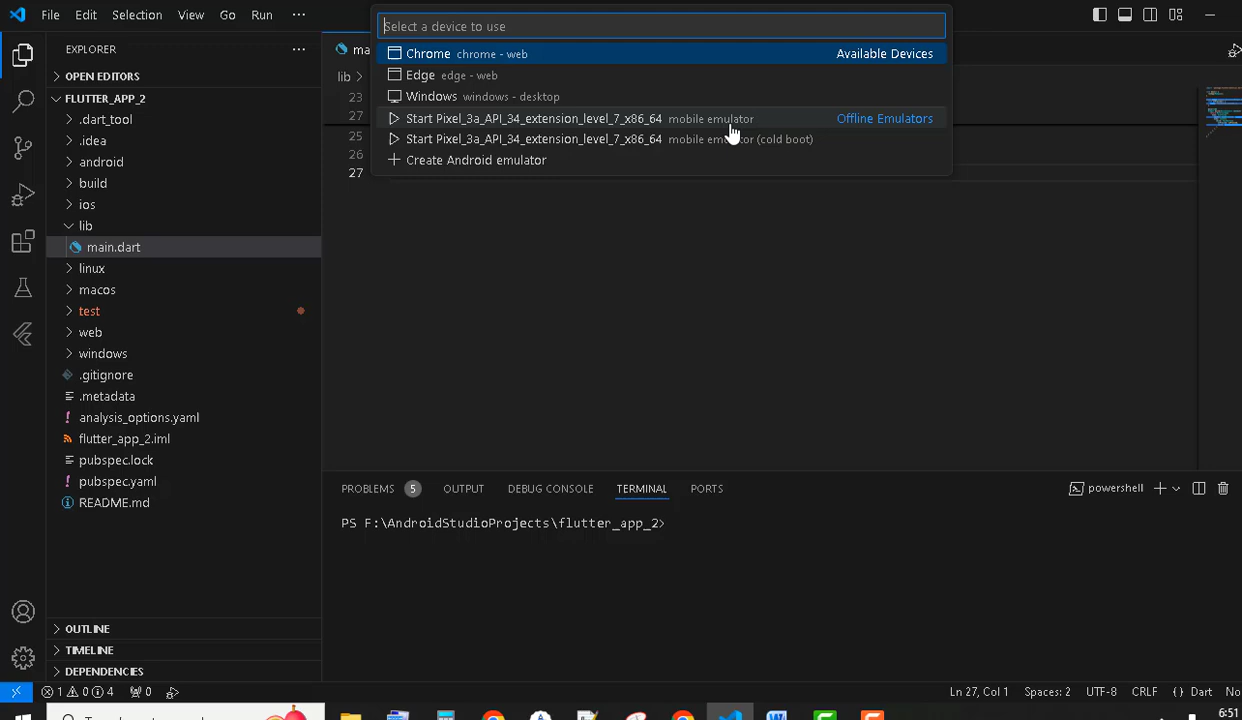 File Edit Selection View Go Run ···
Select a device to use
Chrome chrome - web Available Devices
Edge edge - web
Windows windows - desktop
Start Pixel_3a_API_34_extension_level_7_x86_64 mobile emulator Offline Emulators
Start Pixel_3a_API_34_extension_level_7_x86_64 mobile (cold boot)
Create Android emulator
EXPLORER ···
OPEN EDITORS
FLUTTER_APP_2
.dart_tool
.idea
android
build
ios
lib
main.dart
linux
macos
test
web
windows
.gitignore
.metadata
analysis_options.yaml
flutter_app_2.iml
pubspec.lock
pubspec.yaml
README.md
OUTLINE
TIMELINE
DEPENDENCIES
lib >
23
27
25
26
27
PROBLEMS 5 OUTPUT DEBUG CONSOLE TERMINAL PORTS powershell
PS F:\AndroidStudioProjects\flutter_app_2>
1 0 4 0 Ln 27, Col 1 Spaces: 2 UTF-8 CRLF {} Dart
6:51